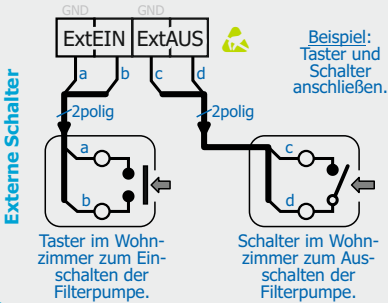 GND GND
ExtEIN ExtAUS
a b c d
Beispiel:
Taster und
Schalter
anschließen.
Externe Schalter
2polig 2polig
a c
b d
Taster im Wohn-
zimmer zum Ein-
schalten der
Filterpumpe.
Schalter im Wohn-
zimmer zum Aus-
schalten der
Filterpumpe.